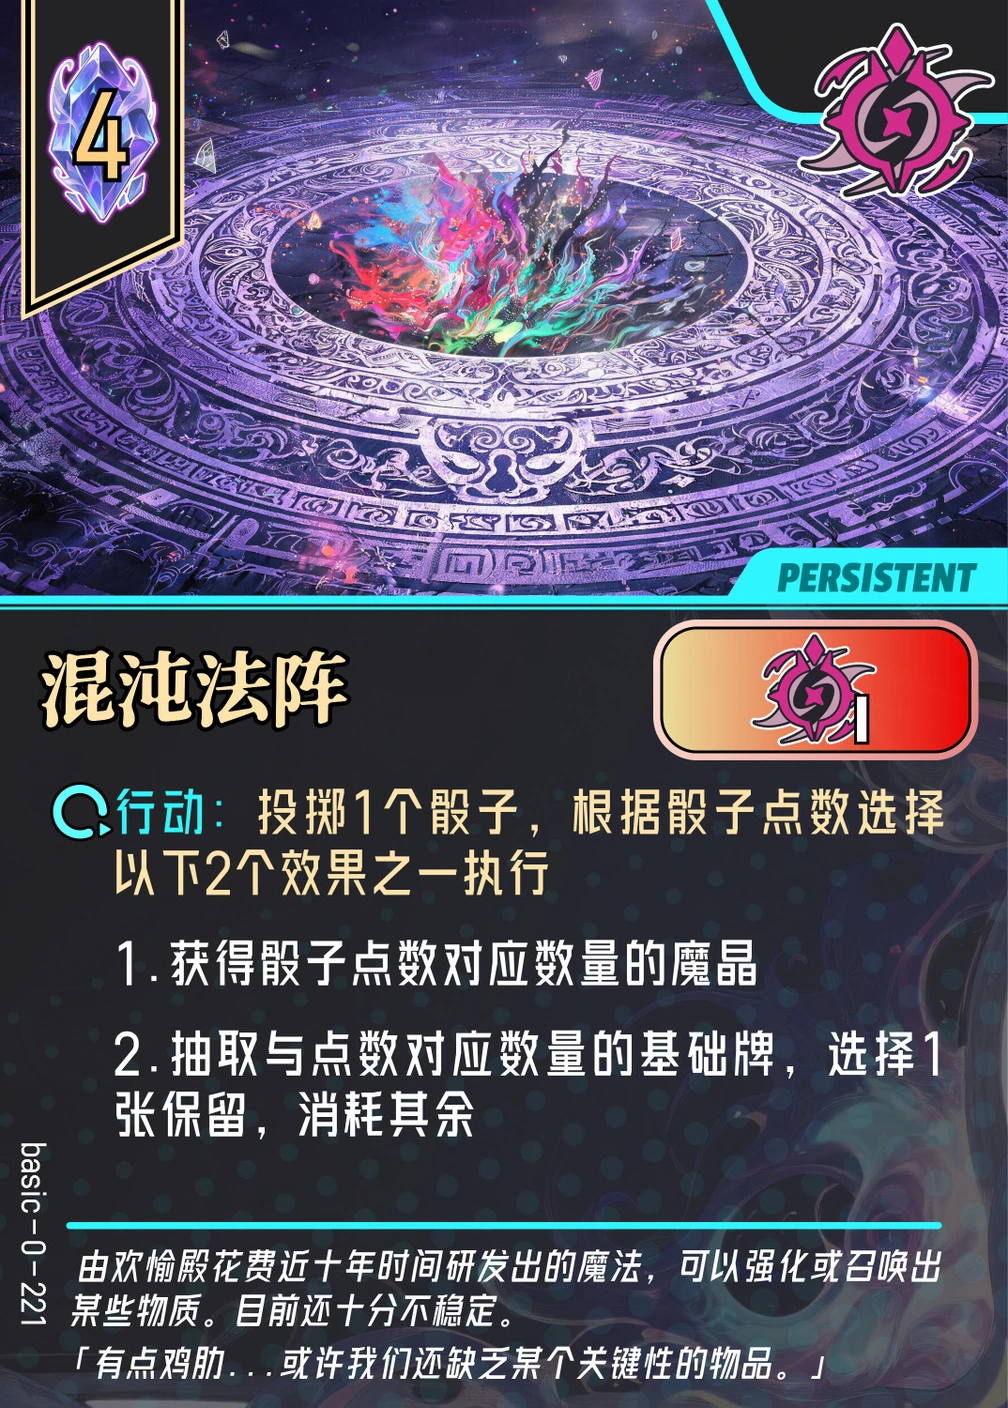 4
PERSISTENT
混沌法阵
1
行动：投掷1个骰子，根据骰子点数选择
以下2个效果之一执行
1.获得骰子点数对应数量的魔晶
2.抽取与点数对应数量的基础牌，选择1
张保留，消耗其余
basic-0-221
由欢愉殿花费近十年时间研发出的魔法，可以强化或召唤出
某些物质。目前还十分不稳定。
「有点鸡肋...或许我们还缺乏某个关键性的物品。」